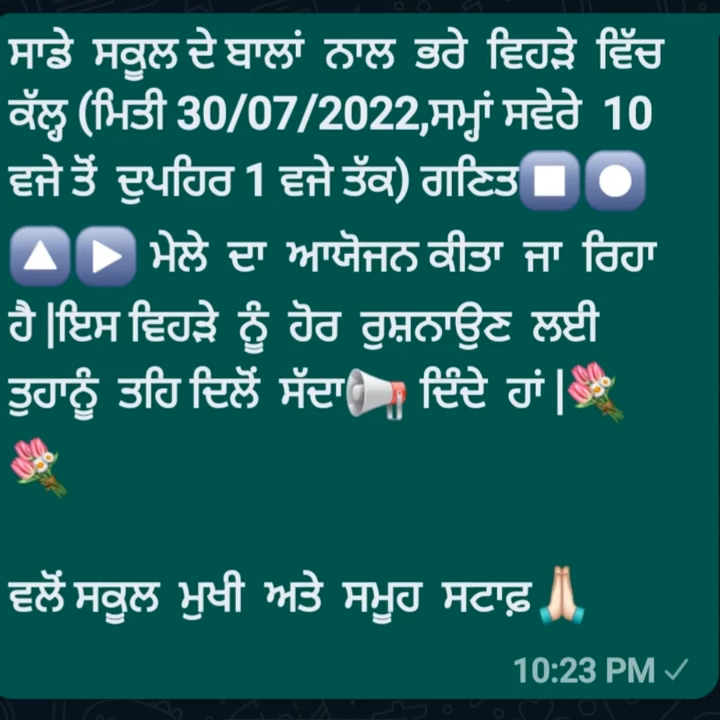 ਸਾਡੇ ਸਕੂਲ ਦੇ ਬਾਲਾਂ ਨਾਲ ਭਰੇ ਵਿਹੜੇ ਵਿੱਚ
ਕੱਲ੍ਹ (ਮਿਤੀ 30/07/2022,ਸਮ੍ਹਾਂ ਸਵੇਰੇ 10
ਵਜੇ ਤੋਂ ਦੁਪਹਿਰ 1 ਵਜੇ ਤੱਕ) ਗਣਿਤ⏹️⏺️
🔼▶️ ਮੇਲੇ ਦਾ ਆਯੋਜਨ ਕੀਤਾ ਜਾ ਰਿਹਾ
ਹੈ |ਇਸ ਵਿਹੜੇ ਨੂੰ ਹੋਰ ਰੁਸ਼ਨਾਉਣ ਲਈ
ਤੁਹਾਨੂੰ ਤਹਿ ਦਿਲੋਂ ਸੱਦਾ📢 ਦਿੰਦੇ ਹਾਂ |💐
💐
ਵਲੋਂ ਸਕੂਲ ਮੁਖੀ ਅਤੇ ਸਮੂਹ ਸਟਾਫ਼🙏🏻
10:23 PM ✓